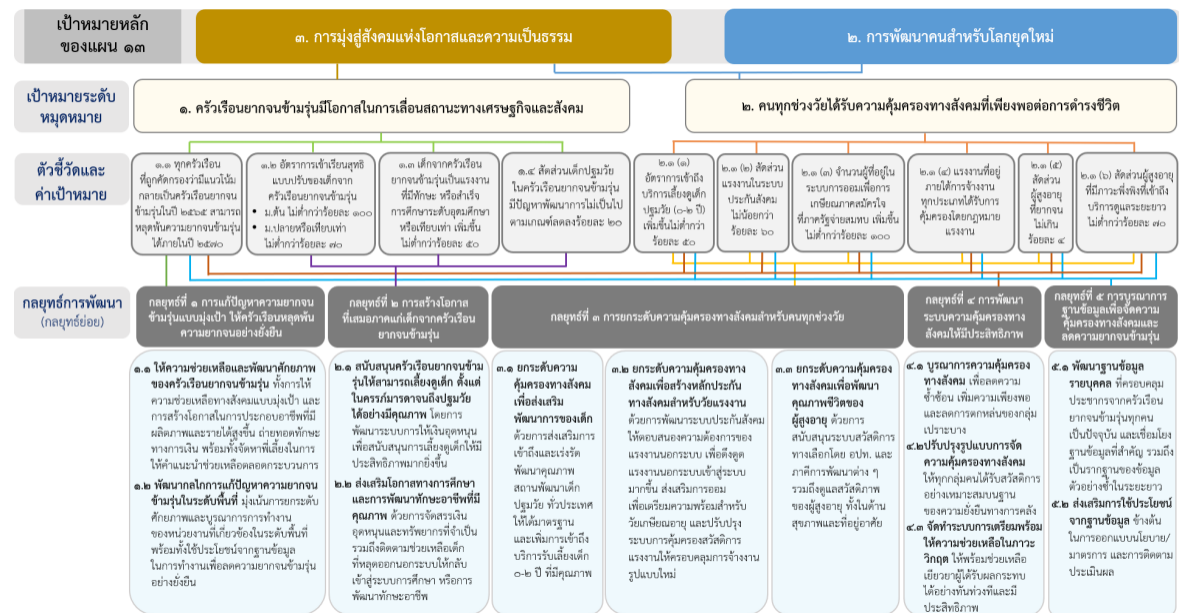 เป้าหมายหลัก
ของแผน ๑๓
๓. การมุ่งสู่สังคมแห่งโอกาสและความเป็นธรรม
๒. การพัฒนาคนสำหรับโลกยุคใหม่
เป้าหมายระดับ
หมุดหมาย
๑. ครัวเรือนยากจนข้ามรุ่นมีโอกาสในการเลื่อนสถานะทางเศรษฐกิจและสังคม
๒. คนทุกช่วงวัยได้รับความคุ้มครองทางสังคมที่เพียงพอต่อการดำรงชีวิต
ตัวชี้วัดและ
ค่าเป้าหมาย
๑.๑ ทุกครัวเรือน
ที่ถูกคัดกรองว่ามีแนวโน้ม
กลายเป็นครัวเรือนยากจน
ข้ามรุ่นในปี ๒๕๖๕ สามารถ
หลุดพ้นความยากจนข้ามรุ่น
ได้ภายในปี ๒๕๗๐
๑.๒ อัตราการเข้าเรียนสุทธิ
แบบปรับของเด็กจาก
ครัวเรือนยากจนข้ามรุ่น
• ม.ต้น ไม่ต่ำกว่าร้อยละ ๑๐๐
• ม.ปลายหรือเทียบเท่า
ไม่ต่ำกว่าร้อยละ ๗๐
๑.๓ เด็กจากครัวเรือน
ยากจนข้ามรุ่นเป็นแรงงาน
ที่มีทักษะ หรือสำเร็จ
การศึกษาระดับอุดมศึกษา
หรือเทียบเท่า เพิ่มขึ้น
ไม่ต่ำกว่าร้อยละ ๕๐
๑.๔ สัดส่วนเด็กปฐมวัย
ในครัวเรือนยากจนข้ามรุ่น
มีปัญหาพัฒนาการไม่เป็นไป
ตามเกณฑ์ลดลงร้อยละ ๒๐
๒.๑ (๑)
อัตราการเข้าถึง
บริการเลี้ยงดูเด็ก
ปฐมวัย (๐-๒ ปี)
เพิ่มขึ้นไม่ต่ำกว่า
ร้อยละ ๕๐
๒.๑ (๒) สัดส่วน
แรงงานในระบบ
ประกันสังคม
ไม่น้อยกว่า
ร้อยละ ๖๐
๒.๑ (๓) จำนวนผู้ที่อยู่ใน
ระบบการออมเพื่อการ
เกษียณภาคสมัครใจ
ที่ภาครัฐจ่ายสมทบ เพิ่มขึ้น
ไม่ต่ำกว่าร้อยละ ๑๐๐
๒.๑ (๔) แรงงานที่อยู่
ภายใต้การจ้างงาน
ทุกประเภทได้รับการ
คุ้มครองโดยกฎหมาย
แรงงาน
๒.๑ (๕)
สัดส่วน
ผู้สูงอายุ
ที่ยากจน
ไม่เกิน
ร้อยละ ๔
๒.๑ (๖) สัดส่วนผู้สูงอายุ
ที่มีภาวะพึ่งพิงที่เข้าถึง
บริการดูแลระยะยาว
ไม่ต่ำกว่าร้อยละ ๗๐
กลยุทธ์การพัฒนา
(กลยุทธ์ย่อย)
กลยุทธ์ที่ ๑ การแก้ปัญหาความยากจน
ข้ามรุ่นแบบมุ่งเป้า ให้ครัวเรือนหลุดพ้น
ความยากจนอย่างยั่งยืน
กลยุทธ์ที่ ๒ การสร้างโอกาส
ที่เสมอภาคแก่เด็กจากครัวเรือน
ยากจนข้ามรุ่น
กลยุทธ์ที่ ๓ การยกระดับความคุ้มครองทางสังคมสำหรับคนทุกช่วงวัย
กลยุทธ์ที่ ๔ การพัฒนา
ระบบความคุ้มครองทาง
สังคมให้มีประสิทธิภาพ
กลยุทธ์ที่ ๕ การบูรณาการ
ฐานข้อมูลเพื่อจัดความ
คุ้มครองทางสังคมและ
ลดความยากจนข้ามรุ่น
๑.๑ ให้ความช่วยเหลือและพัฒนาศักยภาพ
ของครัวเรือนยากจนข้ามรุ่น ทั้งการให้
ความช่วยเหลือทางสังคมแบบมุ่งเป้า และ
การสร้างโอกาสในการประกอบอาชีพที่มี
ผลิตภาพและรายได้สูงขึ้น ถ่ายทอดทักษะ
ทางการเงิน พร้อมทั้งจัดหาพี่เลี้ยงในการ
ให้คำแนะนำช่วยเหลือตลอดกระบวนการ
๑.๒ พัฒนากลไกการแก้ปัญหาความยากจน
ข้ามรุ่นในระดับพื้นที่ มุ่งเน้นการยกระดับ
ศักยภาพและบูรณาการการทำงาน
ของหน่วยงานที่เกี่ยวข้องในระดับพื้นที่
พร้อมทั้งใช้ประโยชน์จากฐานข้อมูล
ในการทำงานเพื่อลดความยากจนข้ามรุ่น
อย่างยั่งยืน
๒.๑ สนับสนุนครัวเรือนยากจนข้าม
รุ่นให้สามารถเลี้ยงดูเด็ก ตั้งแต่
ในครรภ์มารดาจนถึงปฐมวัย
ได้อย่างมีคุณภาพ โดยการ
พัฒนาระบบการให้เงินอุดหนุน
เพื่อสนับสนุนการเลี้ยงดูเด็กให้มี
ประสิทธิภาพมากยิ่งขึ้น
๒.๒ ส่งเสริมโอกาสทางการศึกษา
และการพัฒนาทักษะอาชีพที่มี
คุณภาพ ด้วยการจัดสรรเงิน
อุดหนุนและทรัพยากรที่จำเป็น
รวมถึงติดตามช่วยเหลือเด็ก
ที่หลุดออกนอกระบบให้กลับ
เข้าสู่ระบบการศึกษา หรือการ
พัฒนาทักษะอาชีพ
๓.๑ ยกระดับความ
คุ้มครองทางสังคม
เพื่อส่งเสริม
พัฒนาการของเด็ก
ด้วยการส่งเสริมการ
เข้าถึงและเร่งรัด
พัฒนาคุณภาพ
สถานพัฒนาเด็ก
ปฐมวัย ทั่วประเทศ
ให้ได้มาตรฐาน
และเพิ่มการเข้าถึง
บริการรับเลี้ยงเด็ก
๐-๒ ปี ที่มีคุณภาพ
๓.๒ ยกระดับความคุ้มครองทาง
สังคมเพื่อสร้างหลักประกัน
ทางสังคมสำหรับวัยแรงงาน
ด้วยการพัฒนาระบบประกันสังคม
ให้ตอบสนองความต้องการของ
แรงงานนอกระบบ เพื่อดึงดูด
แรงงานนอกระบบเข้าสู่ระบบ
มากขึ้น ส่งเสริมการออม
เพื่อเตรียมความพร้อมสำหรับ
วัยเกษียณอายุ และปรับปรุง
ระบบการคุ้มครองสวัสดิการ
แรงงานให้ครอบคลุมการจ้างงาน
รูปแบบใหม่
๓.๓ ยกระดับความคุ้มครอง
ทางสังคมเพื่อพัฒนา
คุณภาพชีวิตของ
ผู้สูงอายุ ด้วยการ
สนับสนุนระบบสวัสดิการ
ทางเลือกโดย อปท. และ
ภาคีการพัฒนาต่าง ๆ
รวมถึงดูแลสวัสดิภาพ
ของผู้สูงอายุ ทั้งในด้าน
สุขภาพและที่อยู่อาศัย
๔.๑ บูรณาการความคุ้มครอง
ทางสังคม เพื่อลดความ
ซ้ำซ้อน เพิ่มความเพียงพอ
และลดการตกหล่นของกลุ่ม
เปราะบาง
๔.๒ปรับปรุงรูปแบบการจัด
ความคุ้มครองทางสังคม
ให้ทุกกลุ่มคนได้รับสวัสดิการ
อย่างเหมาะสมบนฐาน
ของความยั่งยืนทางการคลัง
๔.๓ จัดทำระบบการเตรียมพร้อม
ให้ความช่วยเหลือในภาวะ
วิกฤต ให้พร้อมช่วยเหลือ
เยียวยาผู้ได้รับผลกระทบ
ได้อย่างทันท่วงทีและมี
ประสิทธิภาพ
๕.๑ พัฒนาฐานข้อมูล
รายบุคคล ที่ครอบคลุม
ประชากรจากครัวเรือน
ยากจนข้ามรุ่นทุกคน
เป็นปัจจุบัน และเชื่อมโยง
ฐานข้อมูลที่สำคัญ รวมถึง
เป็นรากฐานของข้อมูล
ตัวอย่างซ้ำในระยะยาว
๕.๒ ส่งเสริมการใช้ประโยชน์
จากฐานข้อมูล ข้างต้น
ในการออกแบบนโยบาย/
มาตรการ และการติดตาม
ประเมินผล